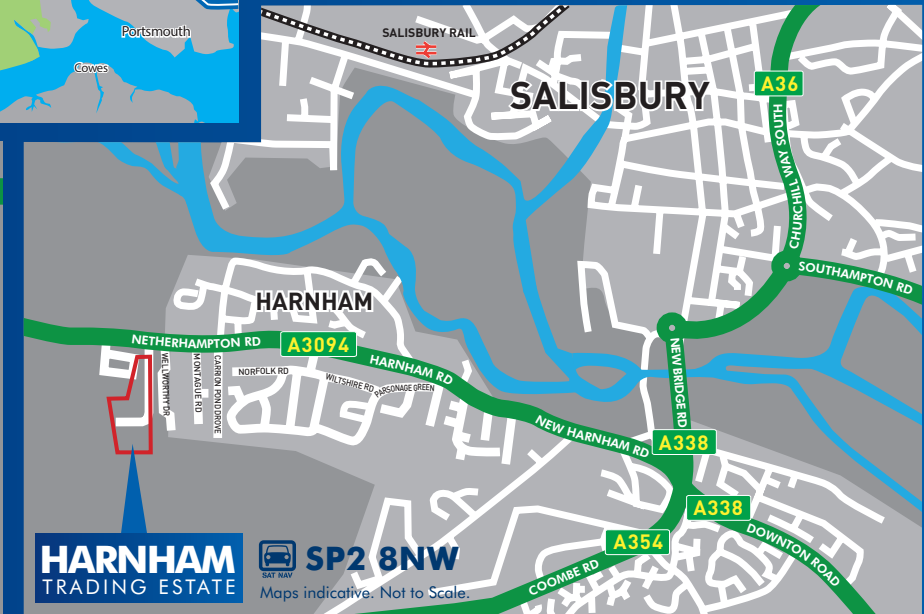 Portsmouth
Cowes
SALISBURY RAIL
SALISBURY
A36
CHURCHILL WAY SOUTH
SOUTHAMPTON RD
HARNHAM
NETHERHAMPTON RD
A3094
HARNHAM RD
WELLWORTHY DR
MONTAGUE RD
CARRION POND DROVE
NORFOLK RD
WILTSHIRE RD
PARSONAGE GREEN
NEW BRIDGE RD
NEW HARNHAM RD
A338
A338
DOWNTON ROAD
A354
COOMBE RD
HARNHAM
TRADING ESTATE
SAT NAV
SP2 8NW
Maps indicative. Not to Scale.